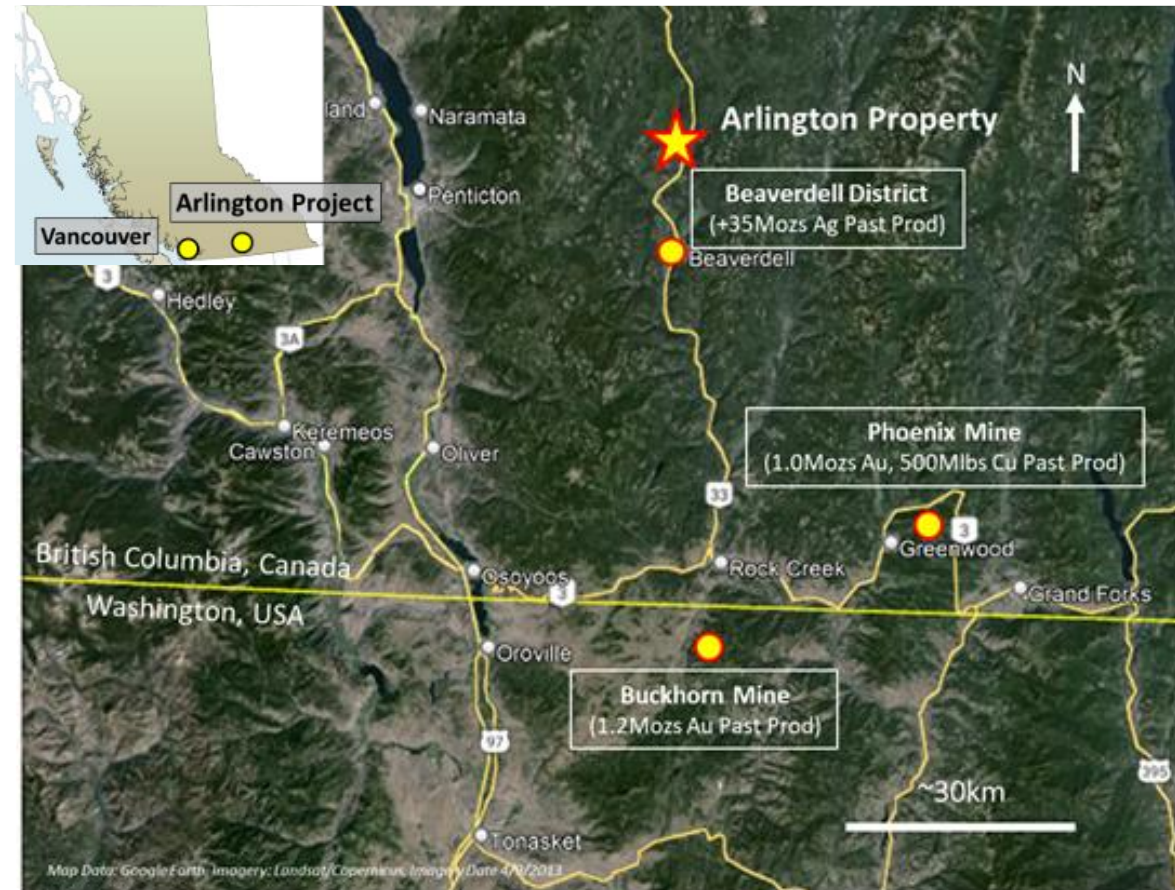 Arlington Project
Vancouver
land
Naramata
N
Arlington Property
Penticton
Beaverdell District
(+35Mozs Ag Past Prod)
Beaverdell
3
Hedley
3A
Keremeos
Cawston
Oliver
Phoenix Mine
(1.0Mozs Au, 500Mlbs Cu Past Prod)
33
3
Greenwood
British Columbia, Canada
Osoyoos
Rock Creek
3
Grand Forks
Washington, USA
Oroville
Buckhorn Mine
(1.2Mozs Au Past Prod)
97
395
~30km
Tonasket
Map Data: Google Earth Imagery: Landsat/Copernicus, Imagery Date 4/9/2013